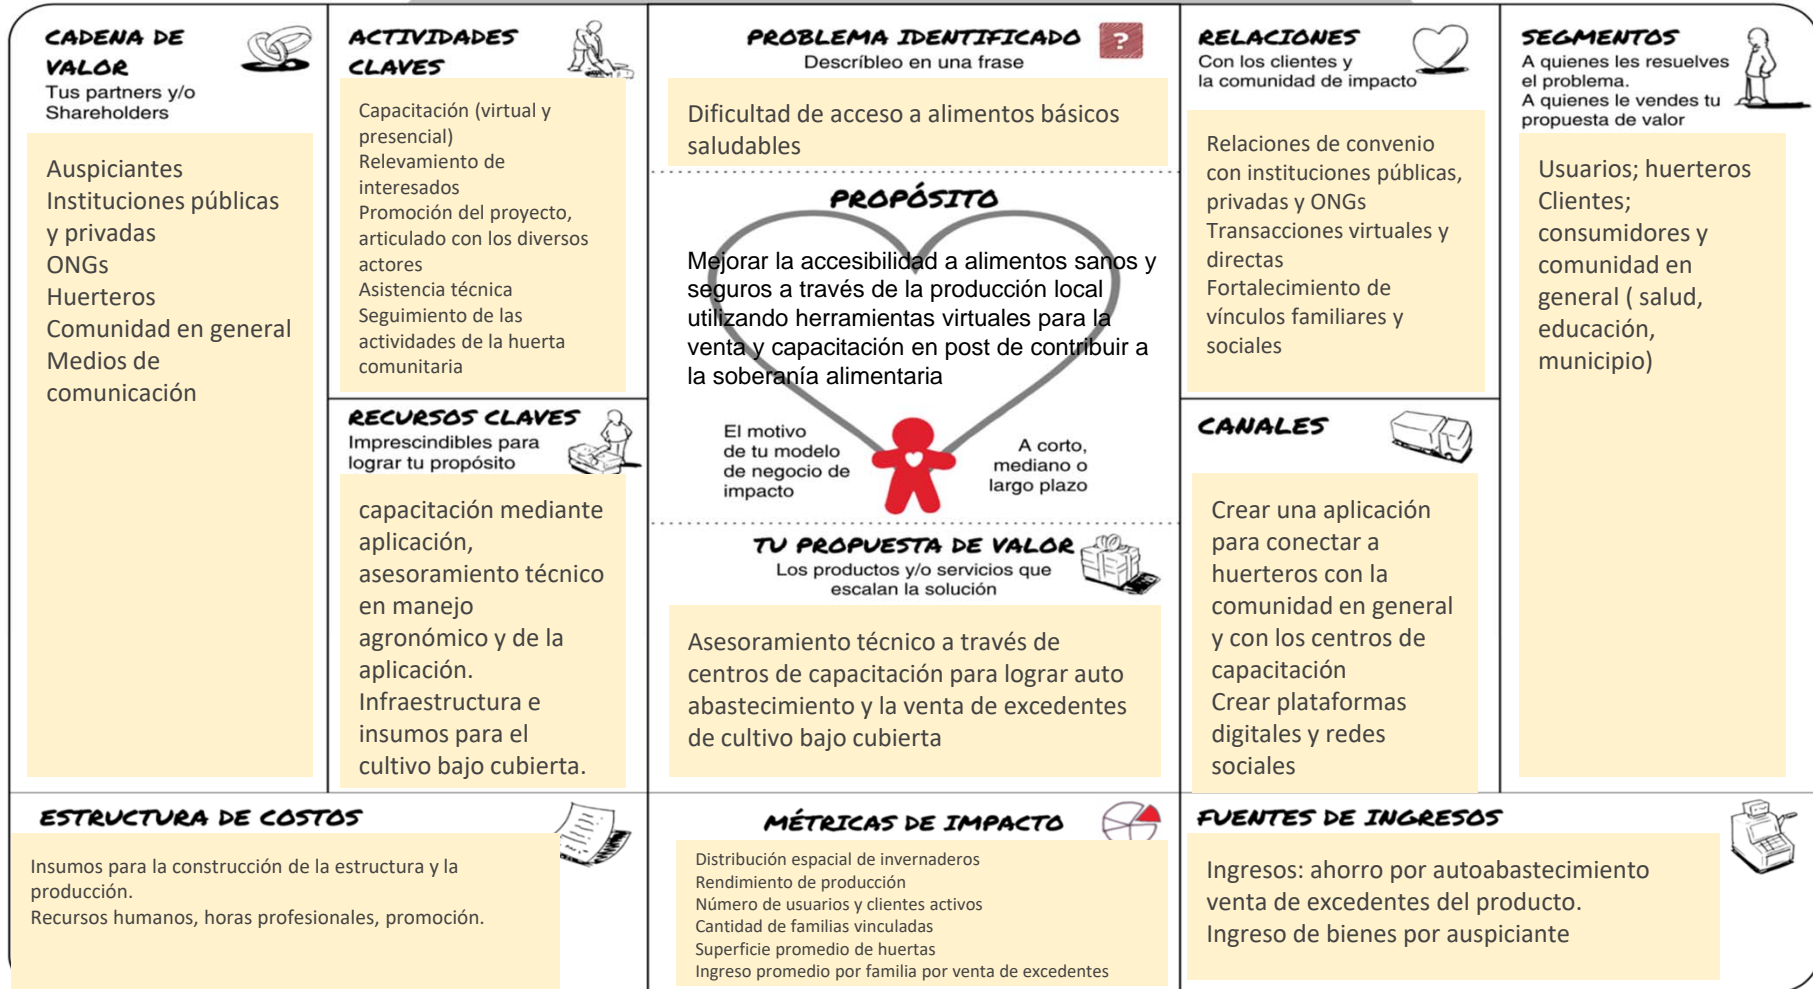 CADENA DE
VALOR
Tus partners y/o
Shareholders
Auspiciantes
Instituciones públicas
y privadas
ONGs
Huerteros
Comunidad en general
Medios de
comunicación
ACTIVIDADES
CLAVES
Capacitación (virtual y
presencial)
Relevamiento de
interesados
Promoción del proyecto,
articulado con los diversos
actores
Asistencia técnica
Seguimiento de las
actividades de la huerta
comunitaria
RECURSOS CLAVES
Imprescindibles para
lograr tu propósito
capacitación mediante
aplicación,
asesoramiento técnico
en manejo
agronómico y de la
aplicación.
Infraestructura e
insumos para el
cultivo bajo cubierta.
PROBLEMA IDENTIFICADO
?
Descríbleo en una frase
Dificultad de acceso a alimentos básicos
saludables
PROPÓSITO
Mejorar la accesibilidad a alimentos sanos y
seguros a través de la producción local
utilizando herramientas virtuales para la
venta y capacitación en post de contribuir a
la soberanía alimentaria
El motivo
de tu modelo
de negocio de
impacto
A corto,
mediano o
largo plazo
TU PROPUESTA DE VALOR
Los productos y/o servicios que
escalan la solución
Asesoramiento técnico a través de
centros de capacitación para lograr auto
abastecimiento y la venta de excedentes
de cultivo bajo cubierta
RELACIONES
Con los clientes y
la comunidad de impacto
Relaciones de convenio
con instituciones públicas,
privadas y ONGs
Transacciones virtuales y
directas
Fortalecimiento de
vínculos familiares y
sociales
CANALES
Crear una aplicación
para conectar a
huerteros con la
comunidad en general
y con los centros de
capacitación
Crear plataformas
digitales y redes
sociales
SEGMENTOS
A quienes les resuelves
el problema.
A quienes le vendes tu
propuesta de valor
Usuarios; huerteros
Clientes;
consumidores y
comunidad en
general ( salud,
educación,
municipio)
ESTRUCTURA DE COSTOS
Insumos para la construcción de la estructura y la
producción.
Recursos humanos, horas profesionales, promoción.
MÉTRICAS DE IMPACTO
Distribución espacial de invernaderos
Rendimiento de producción
Número de usuarios y clientes activos
Cantidad de familias vinculadas
Superficie promedio de huertas
Ingreso promedio por familia por venta de excedentes
FUENTES DE INGRESOS
Ingresos: ahorro por autoabastecimiento
venta de excedentes del producto.
Ingreso de bienes por auspiciante